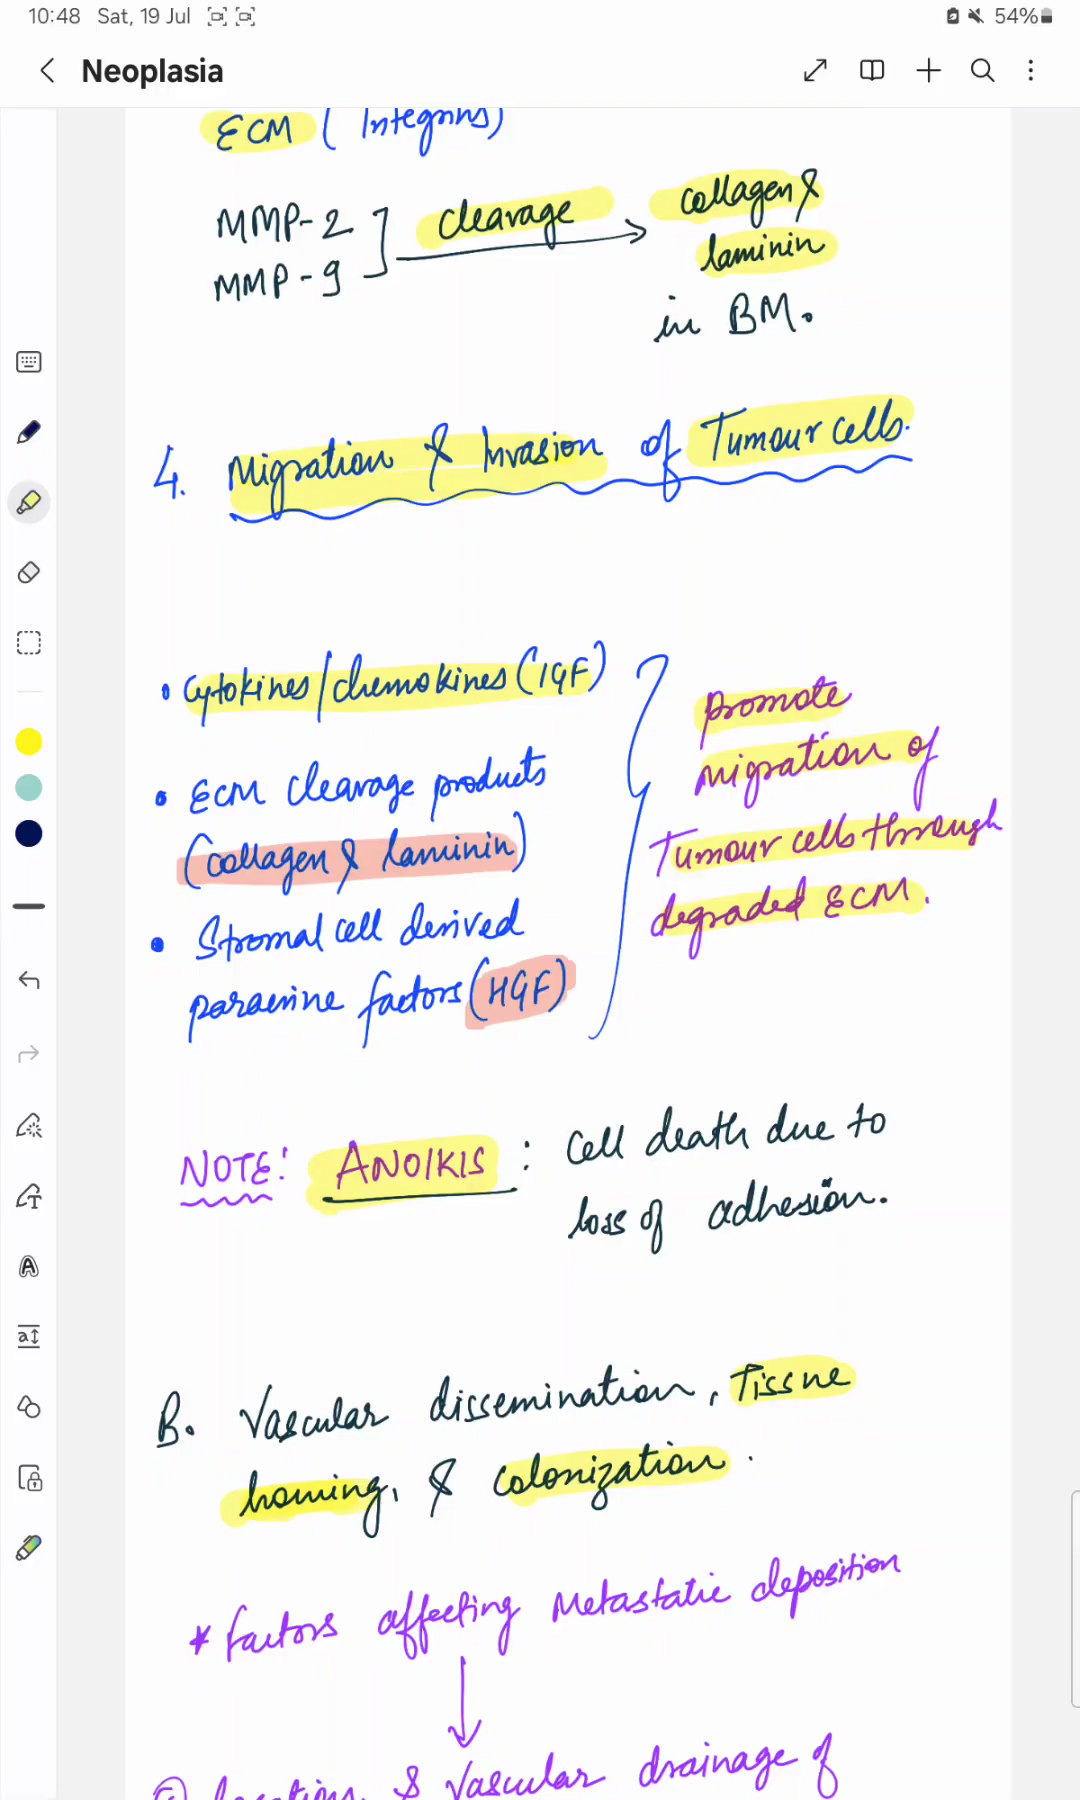 10:48 Sat, 19 Jul 54%
Neoplasia
ECM (Integrins)
MMP-2
MMP-9
cleavage
collagen &
laminin
in BM.
4. Migration & Invasion of Tumour cells.
• Cytokines/chemokines (IGF)
• ECM cleavage products
(collagen & laminin)
• Stromal cell derived
paracrine factors (HGF)
promote
migration of
Tumour cells through
degraded ECM.
NOTE! ANOIKIS : Cell death due to
loss of adhesion.
B. Vascular dissemination, Tissue
homing, & colonization.
* factors affecting Metastatic deposition
location & vascular drainage of